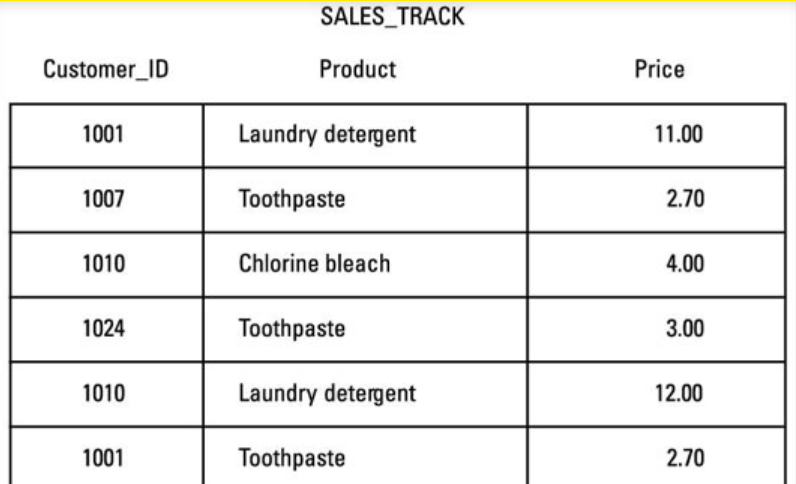 SALES_TRACK
Customer_ID Product Price
1001 Laundry detergent 11.00
1007 Toothpaste 2.70
1010 Chlorine bleach 4.00
1024 Toothpaste 3.00
1010 Laundry detergent 12.00
1001 Toothpaste 2.70